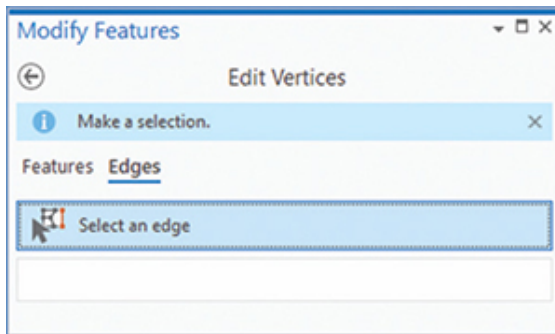 Modify Features
Edit Vertices
Make a selection.
Features Edges
Select an edge